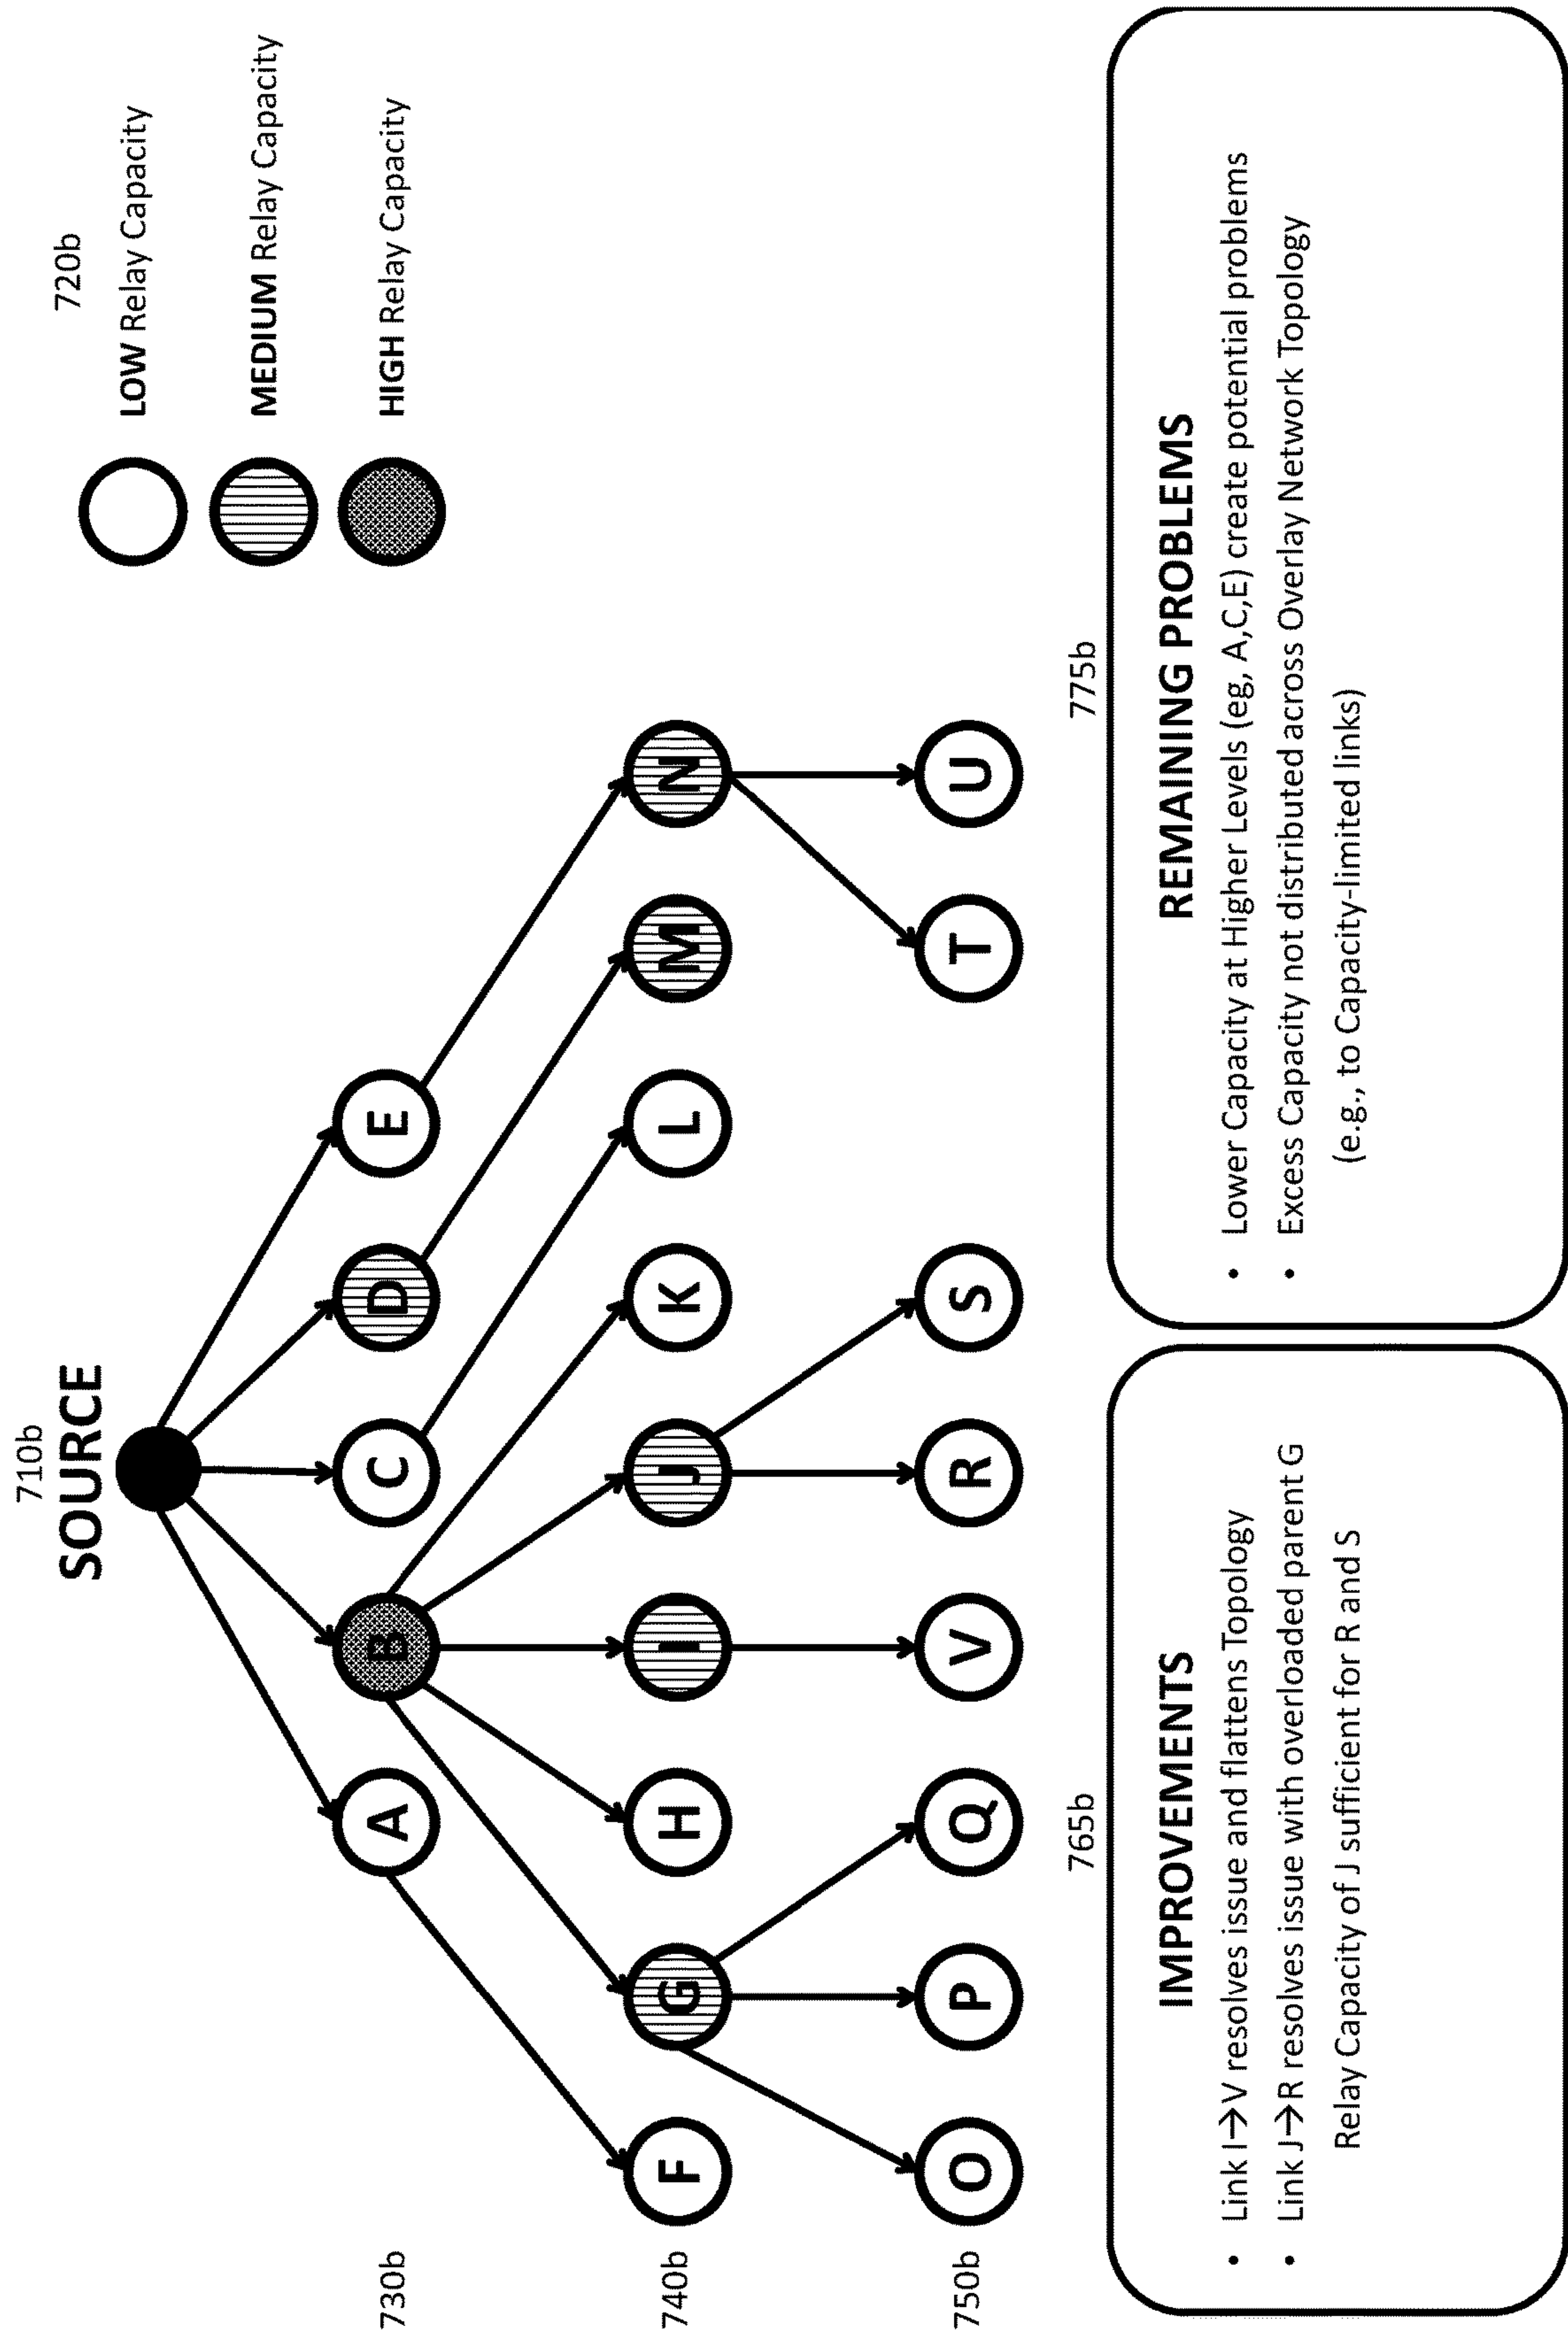 710b
SOURCE
720b
LOW Relay Capacity
MEDIUM Relay Capacity
HIGH Relay Capacity
730b
A
B
C
D
E
740b
F
G
H
I
J
K
L
M
N
750b
O
P
Q
V
R
S
T
U
765b
IMPROVEMENTS
• Link I→V resolves issue and flattens Topology
• Link J→R resolves issue with overloaded parent G
Relay Capacity of J sufficient for R and S
775b
REMAINING PROBLEMS
• Lower Capacity at Higher Levels (eg, A,C,E) create potential problems
• Excess Capacity not distributed across Overlay Network Topology
(e.g., to Capacity-limited links)